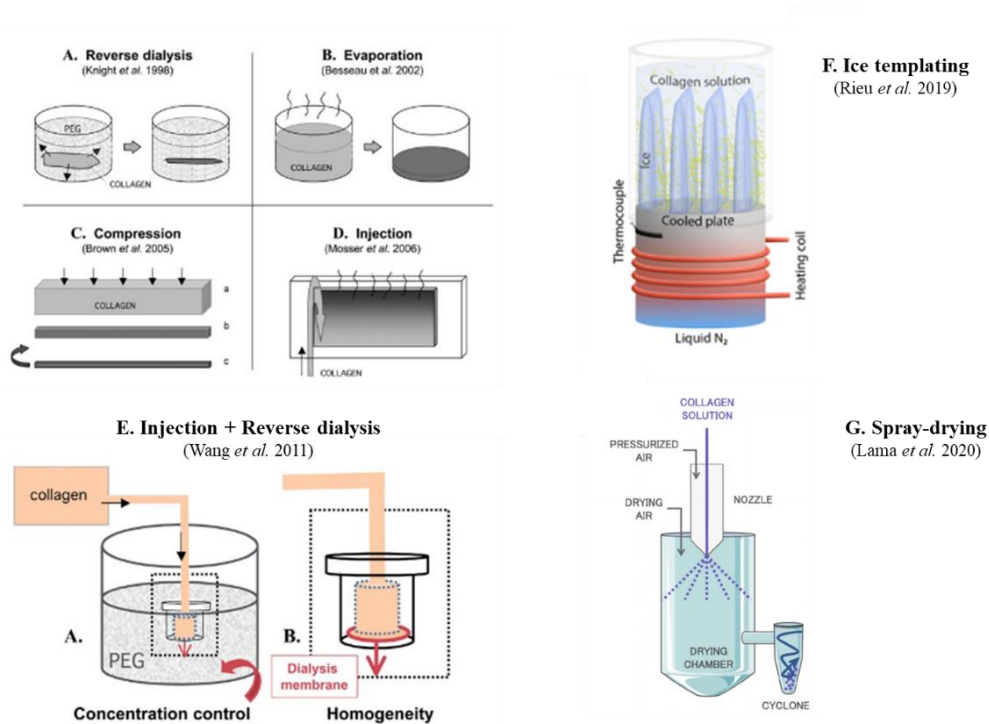 A. Reverse dialysis
(Knight et al. 1998)
PEG
COLLAGEN
B. Evaporation
(Besseau et al. 2002)
COLLAGEN
C. Compression
(Brown et al. 2005)
COLLAGEN
a
b
c
D. Injection
(Mosser et al. 2006)
COLLAGEN
E. Injection + Reverse dialysis
(Wang et al. 2011)
collagen
A.
PEG
Concentration control
B.
Dialysis
membrane
Homogeneity
F. Ice templating
(Rieu et al. 2019)
Collagen solution
Ice
Cooled plate
Thermocouple
Heating coil
Liquid N₂
G. Spray-drying
(Lama et al. 2020)
COLLAGEN
SOLUTION
PRESSURIZED
AIR
NOZZLE
DRYING
AIR
DRYING
CHAMBER
CYCLONE